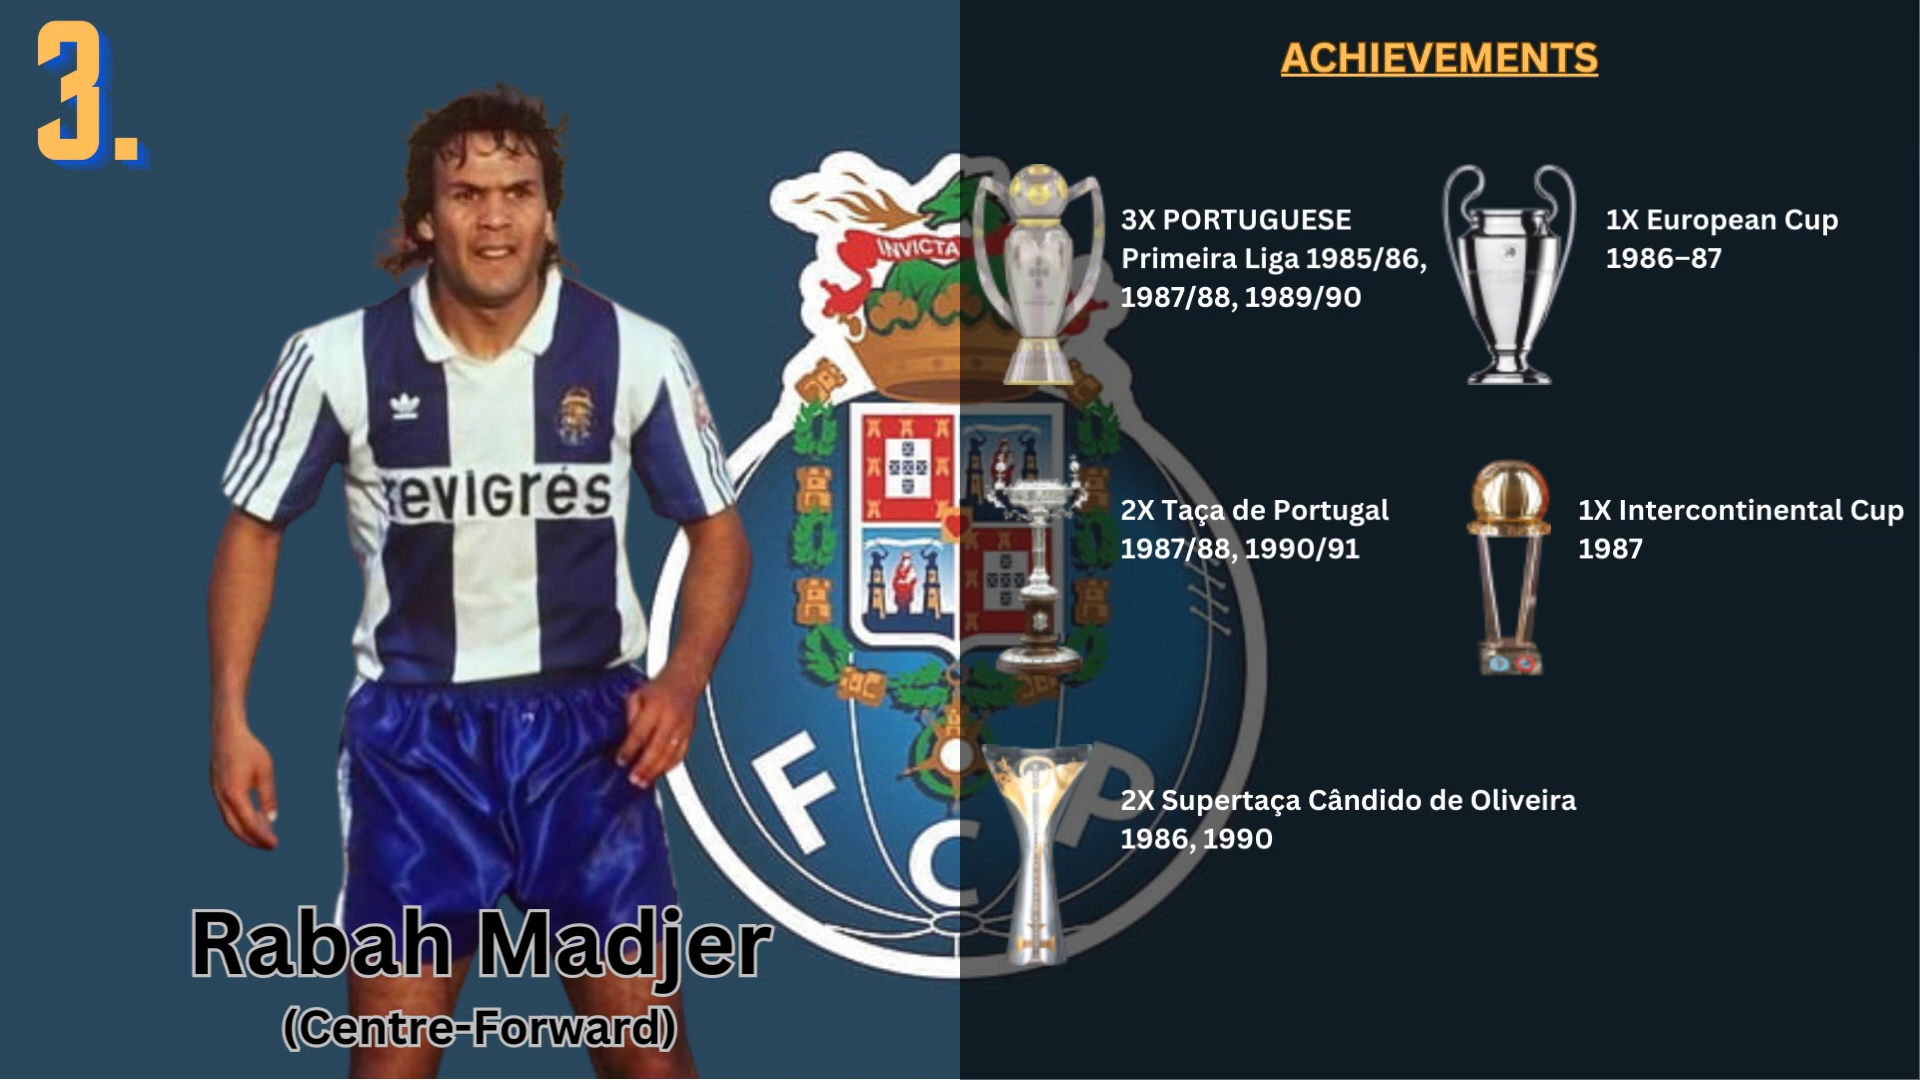 3.
ACHIEVEMENTS
INVICTA
3X PORTUGUESE
Primeira Liga 1985/86,
1987/88, 1989/90
1X European Cup
1986–87
revigrés
2X Taça de Portugal
1987/88, 1990/91
1X Intercontinental Cup
1987
2X Supertaça Cândido de Oliveira
1986, 1990
F C P
Rabah Madjer
(Centre-Forward)